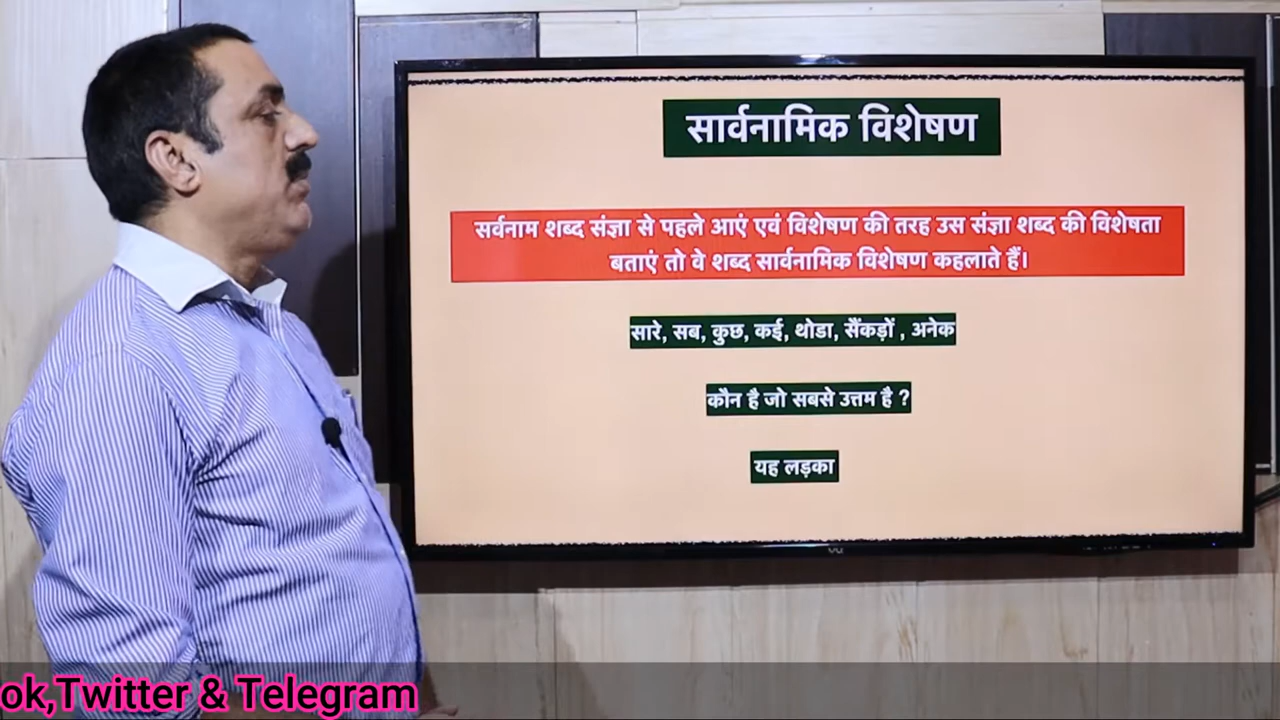 सार्वनामिक विशेषण
सर्वनाम शब्द संज्ञा से पहले आएं एवं विशेषण की तरह उस संज्ञा शब्द की विशेषता
बताएं तो वे शब्द सार्वनामिक विशेषण कहलाते हैं।
सारे, सब, कुछ, कई, थोडा, सैंकड़ों , अनेक
कौन है जो सबसे उत्तम है ?
यह लड़का
VU
ok,Twitter & Telegram